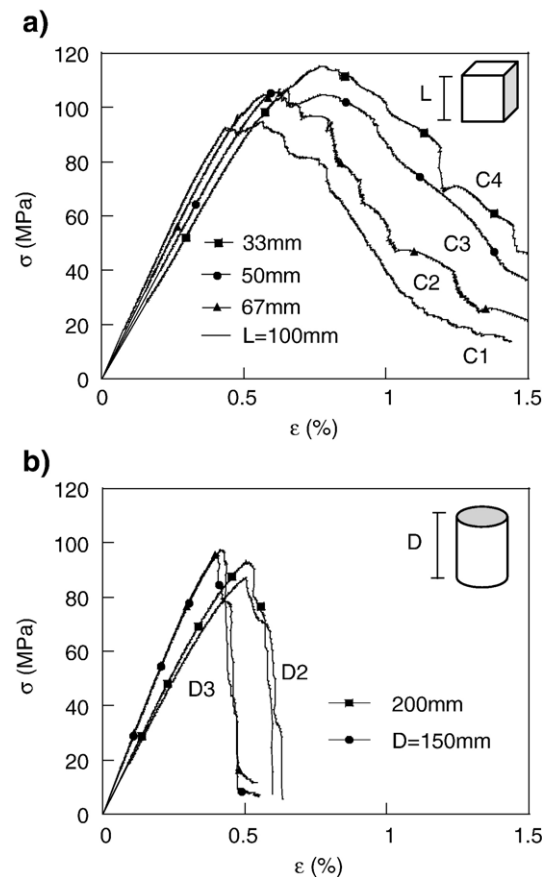 a)
120
100
80
60
40
20
0
σ (MPa)
L
33mm
50mm
67mm
L=100mm
C4
C3
C2
C1
0
0.5
1
1.5
ε (%)
b)
120
100
80
60
40
20
0
σ (MPa)
D
D3
D2
200mm
D=150mm
0
0.5
1
1.5
ε (%)